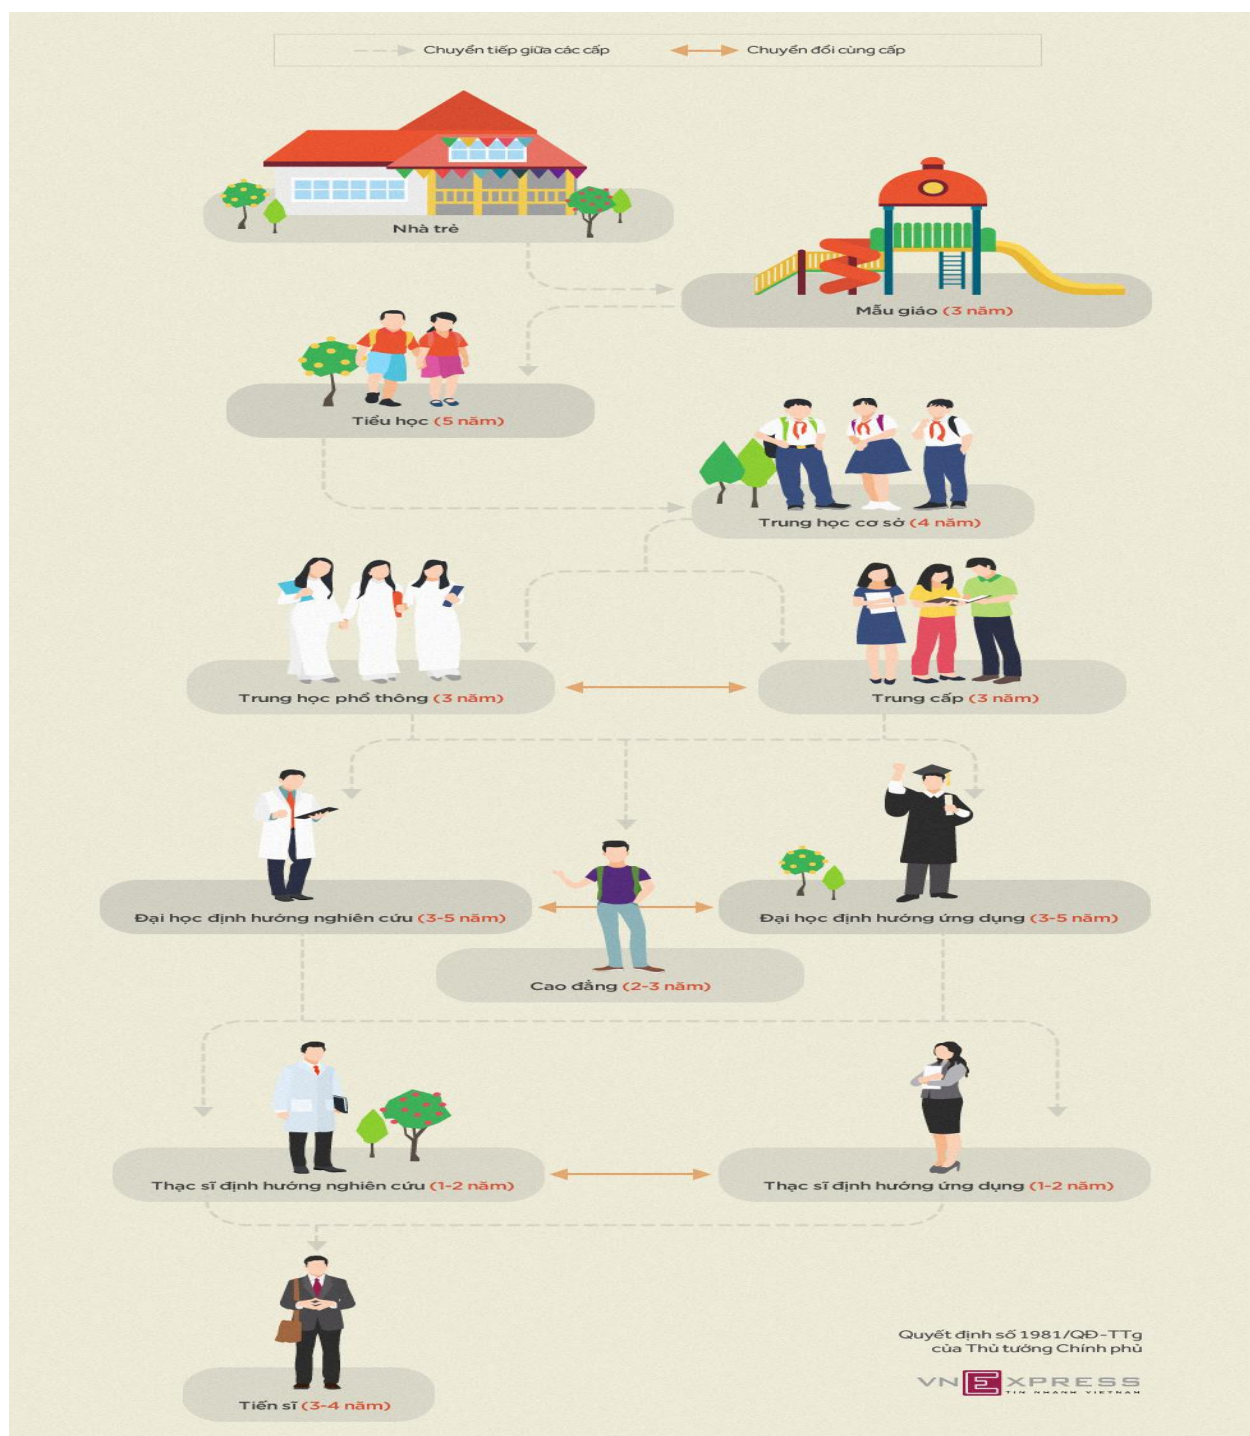 Chuyển tiếp giữa các cấp
Chuyển đổi cùng cấp
Nhà trẻ
Mẫu giáo (3 năm)
Tiểu học (5 năm)
Trung học cơ sở (4 năm)
Trung học phổ thông (3 năm)
Trung cấp (3 năm)
Đại học định hướng nghiên cứu (3-5 năm)
Đại học định hướng ứng dụng (3-5 năm)
Cao đẳng (2-3 năm)
Thạc sĩ định hướng nghiên cứu (1-2 năm)
Thạc sĩ định hướng ứng dụng (1-2 năm)
Tiến sĩ (3-4 năm)
Quyết định số 1981/QĐ-TTg
của Thủ tướng Chính phủ
VNEXPRESS
TIN NHANH VIETNAM